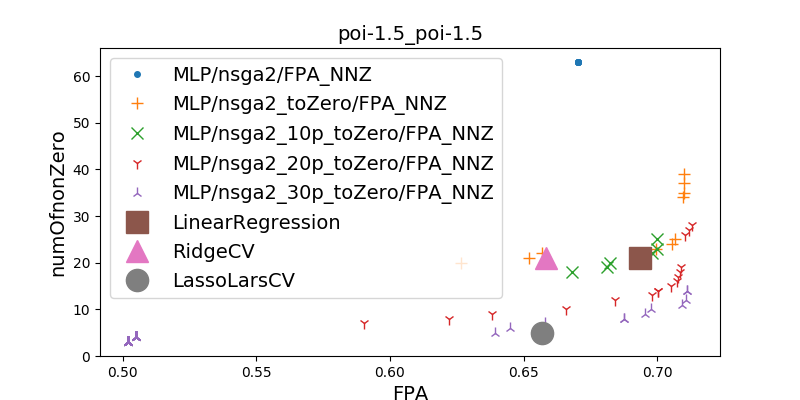 poi-1.5_poi-1.5
numOfnonZero
60
50
40
30
20
10
0
MLP/nsga2/FPA_NNZ
MLP/nsga2_toZero/FPA_NNZ
MLP/nsga2_10p_toZero/FPA_NNZ
MLP/nsga2_20p_toZero/FPA_NNZ
MLP/nsga2_30p_toZero/FPA_NNZ
LinearRegression
RidgeCV
LassoLarsCV
0.50 0.55 0.60 0.65 0.70
FPA